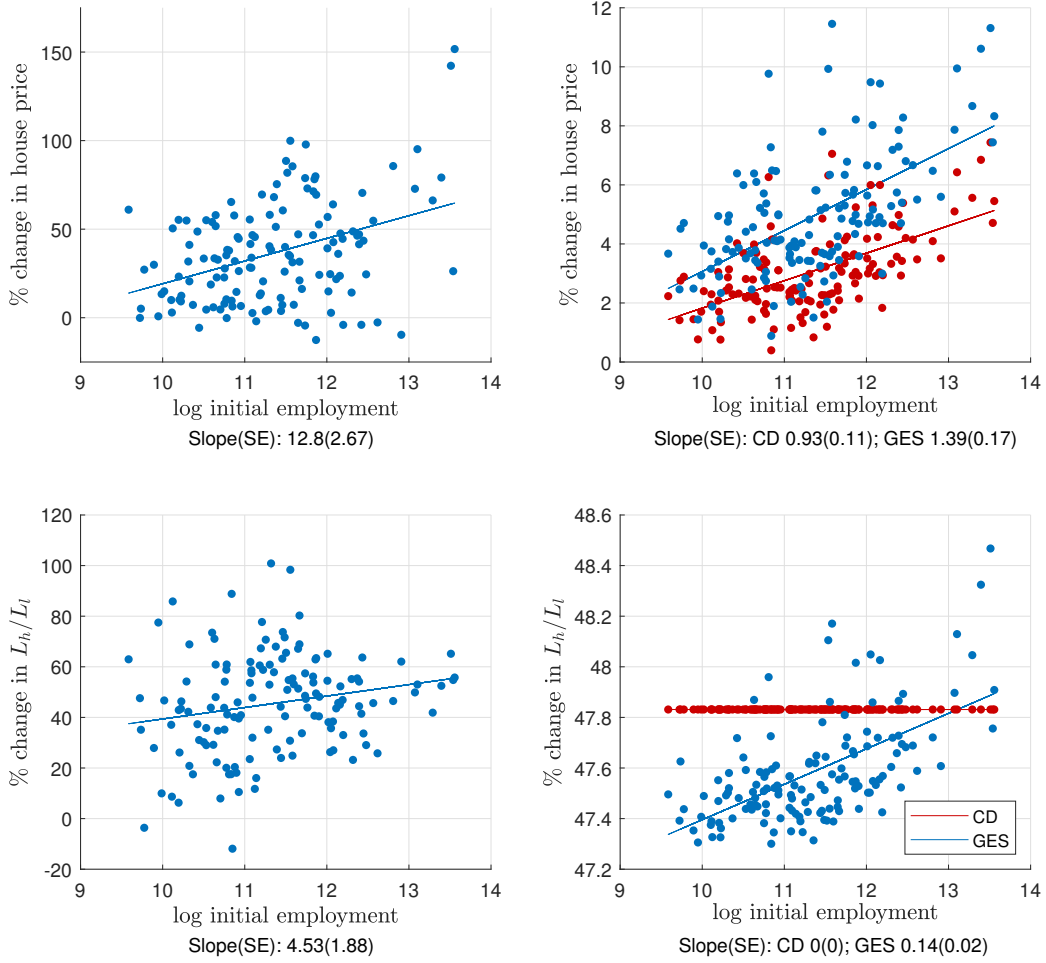 150
100
50
0
9 10 11 12 13 14
% change in house price
log initial employment
Slope(SE): 12.8(2.67)
12
10
8
6
4
2
0
9 10 11 12 13 14
% change in house price
log initial employment
Slope(SE): CD 0.93(0.11); GES 1.39(0.17)
120
100
80
60
40
20
0
-20
9 10 11 12 13 14
% change in $L_h/L_l$
log initial employment
Slope(SE): 4.53(1.88)
48.6
48.4
48.2
48
47.8
47.6
47.4
47.2
9 10 11 12 13 14
% change in $L_h/L_l$
log initial employment
CD
GES
Slope(SE): CD 0(0); GES 0.14(0.02)